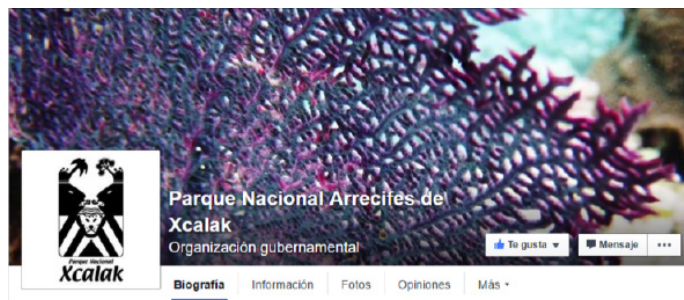 Parque Nacional Arrecifes de
Xcalak
Organización gubernamental
Te gusta
Mensaje
Parque Nacional
Xcalak
Biografía
Información
Fotos
Opiniones
Más